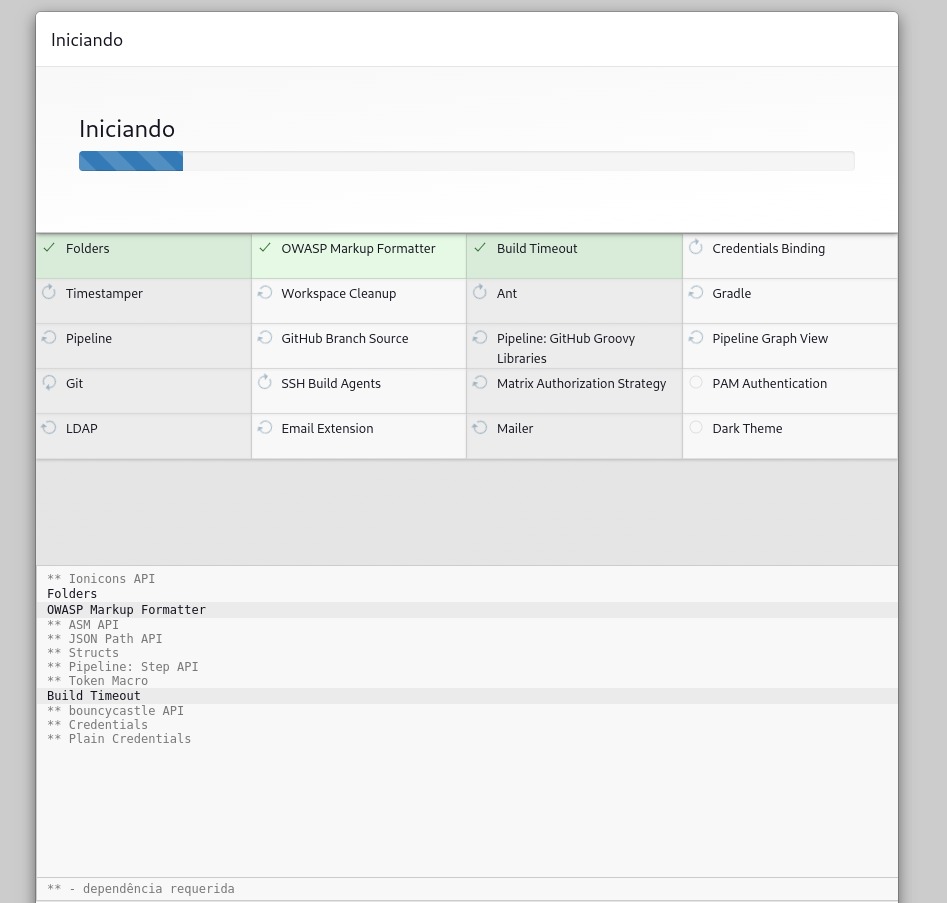 Iniciando
Iniciando
Folders
OWASP Markup Formatter
Build Timeout
Credentials Binding
Timestamper
Workspace Cleanup
Ant
Gradle
Pipeline
GitHub Branch Source
Pipeline: GitHub Groovy
Libraries
Pipeline Graph View
Git
SSH Build Agents
Matrix Authorization Strategy
PAM Authentication
LDAP
Email Extension
Mailer
Dark Theme
** Ionicons API
Folders
OWASP Markup Formatter
** ASM API
** JSON Path API
** Structs
** Pipeline: Step API
** Token Macro
Build Timeout
** bouncycastle API
** Credentials
** Plain Credentials
** - dependência requerida